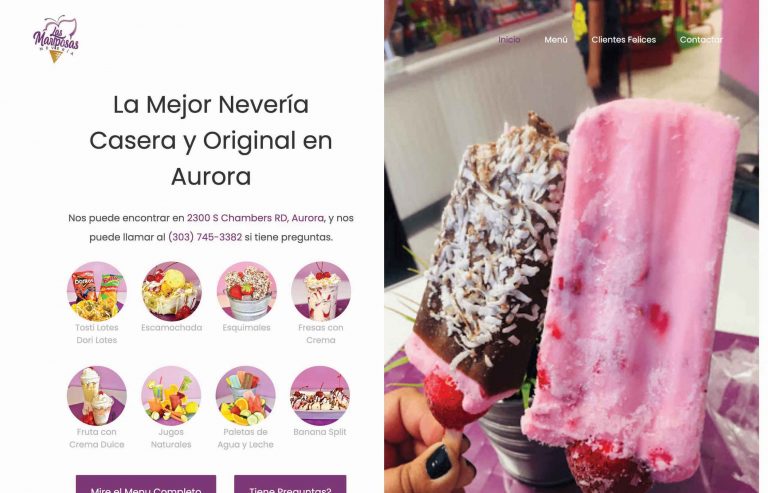 Las
Mariposas
NEVERÍA
Inicio
Menú
Clientes Felices
Contactar
La Mejor Nevería
Casera y Original en
Aurora
Nos puede encontrar en 2300 S Chambers RD, Aurora, y nos
puede llamar al (303) 745-3382 si tiene preguntas.
Doritos
Tosti Lotes
Dori Lotes
Escamochada
Esquimales
Fresas con
Crema
Fruta con
Crema Dulce
Jugos
Naturales
Paletas de
Agua y Leche
Banana Split
Mire el Menu Completo
Tiene Preguntas?